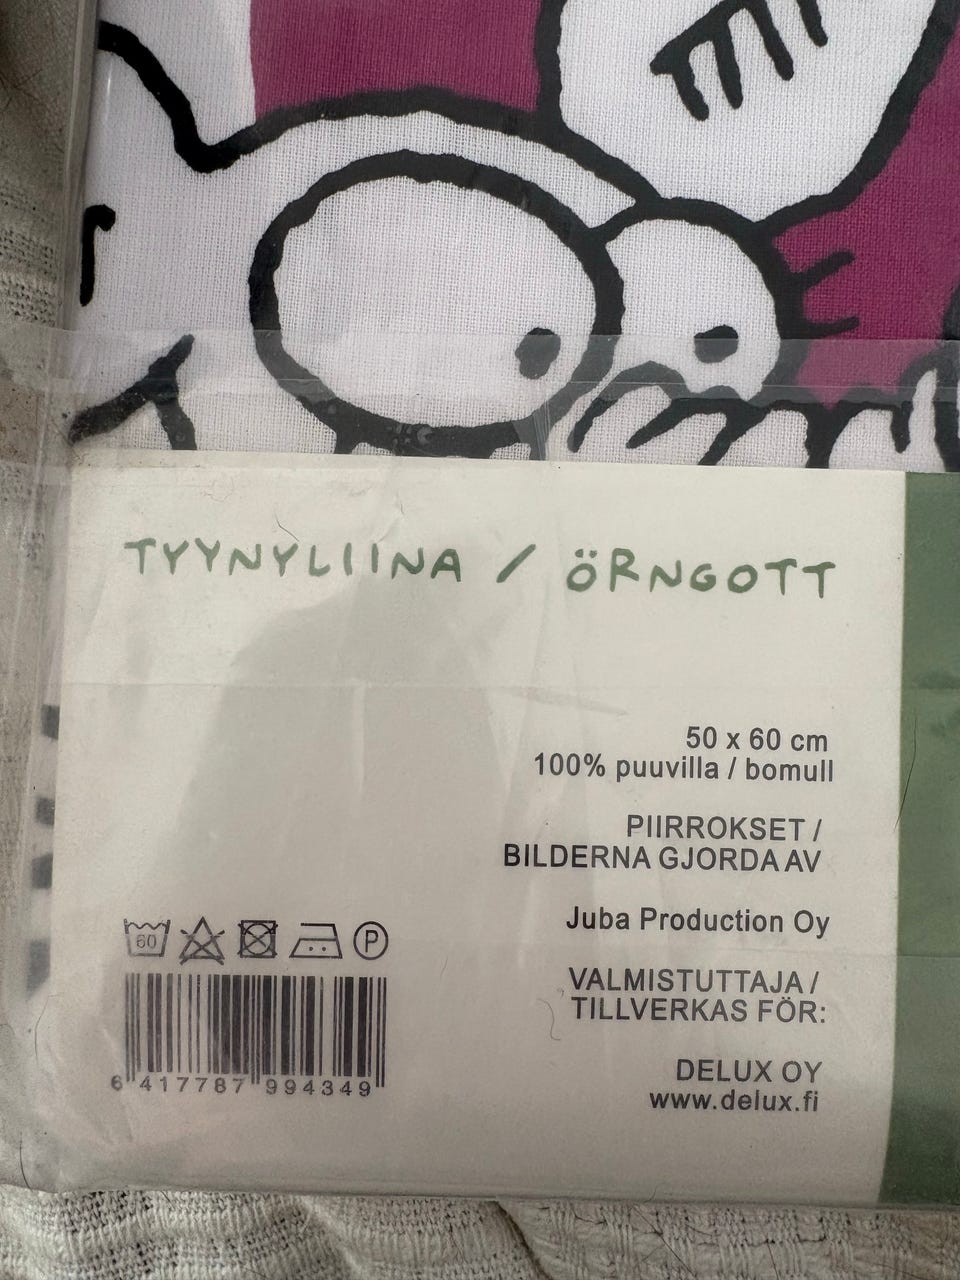 TYYNYLIINA / ÖRNGOTT
50 x 60 cm
100% puuvilla / bomull
PIIRROKSET /
BILDERNA GJORDA AV
Juba Production Oy
VALMISTUTTAJA /
TILLVERKAS FÖR:
DELUX OY
www.delux.fi
60 P
6 417787 994349